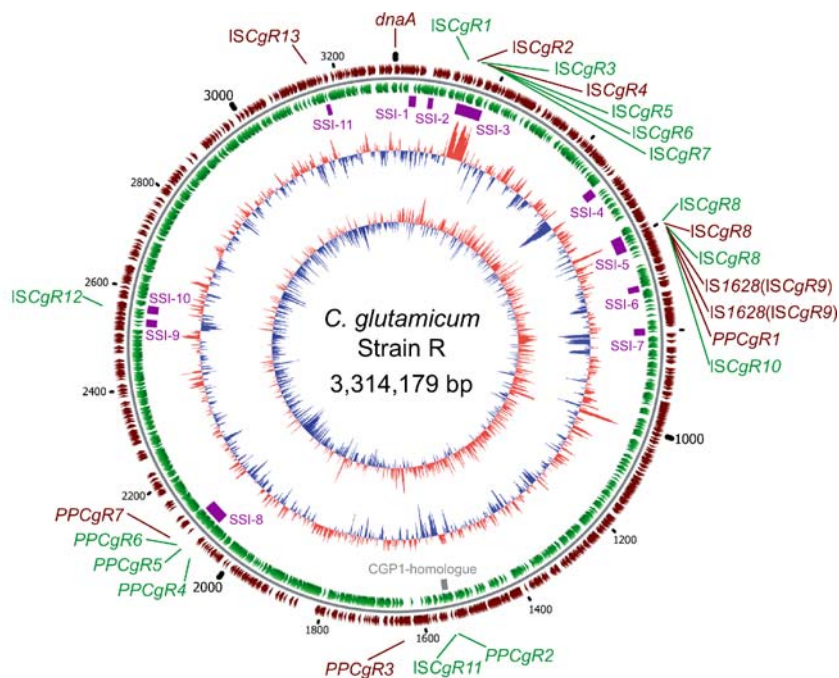 dnaA
ISCgR1
ISCgR13
ISCgR2
ISCgR3
ISCgR4
ISCgR5
ISCgR6
ISCgR7
3200
3000
SSI-11
SSI-1
SSI-2
SSI-3
2800
SSI-4
ISCgR8
ISCgR8
ISCgR8
SSI-5
IS1628(ISCgR9)
IS1628(ISCgR9)
PPCgR1
ISCgR10
2600
ISCgR12
SSI-10
SSI-9
SSI-6
SSI-7
C. glutamicum
Strain R
3,314,179 bp
2400
1000
2200
SSI-8
PPCgR7
PPCgR6
PPCgR5
PPCgR4
2000
1200
CGP1-homologue
1400
1800
1600
PPCgR3
ISCgR11
PPCgR2